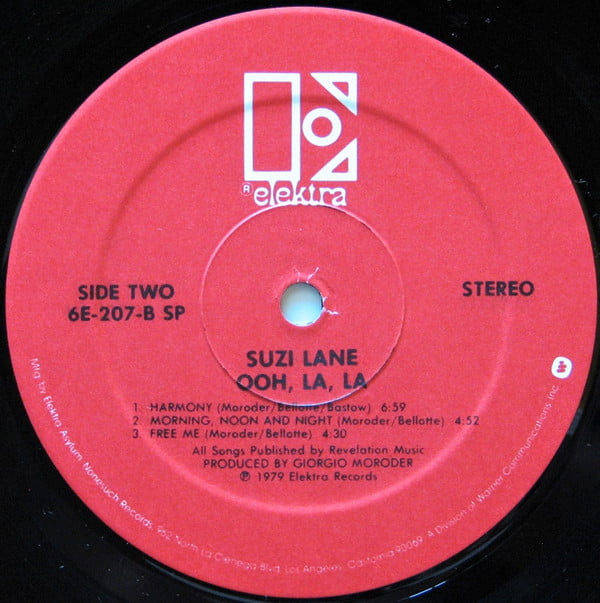 ® elektra
SIDE TWO
6E-207-B SP
STEREO
SUZI LANE
OOH, LA, LA
1. HARMONY (Moroder/Bellotte/Bastow) 6:59
2. MORNING, NOON AND NIGHT (Moroder/Bellotte) 4:52
3. FREE ME (Moroder/Bellotte) 4:30
All Songs Published by Revelation Music
PRODUCED BY GIORGIO MORODER
℗ 1979 Elektra Records
Mfg by Elektra Asylum Nonesuch Records, 962 North La Cienega Blvd, Los Angeles, California 90069. A Division of Warner Communications, Inc.